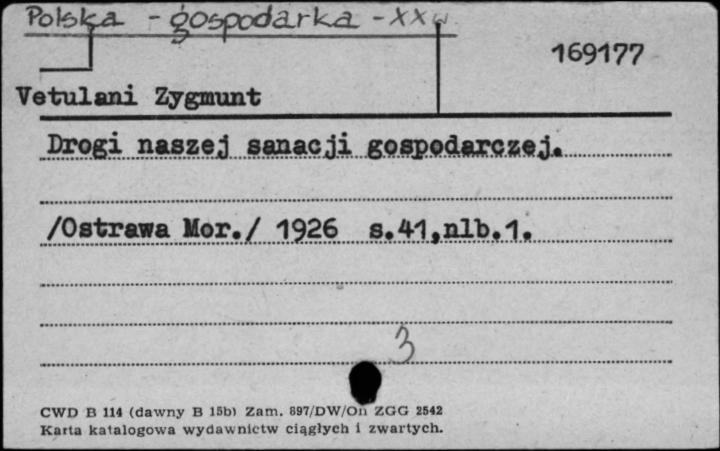 Polska - gospodarka - XXw
169177
Vetulani Zygmunt
Drogi naszej sanacji gospodarczej.
/Ostrawa Mor./ 1926 s.41,nlb.1.
3
CWD B 114 (dawny B 15b) Zam. 897/DW/On ZGG 2542
Karta katalogowa wydawnictw ciągłych i zwartych.